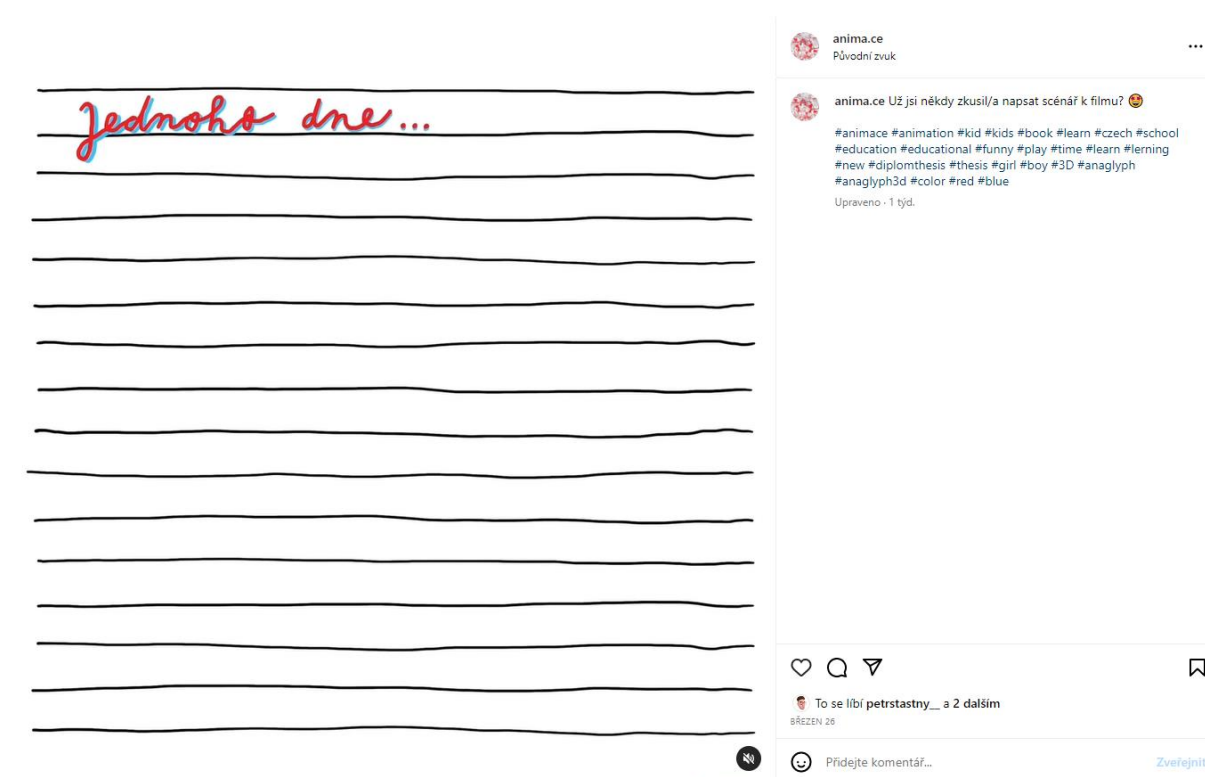 Jednoho dne...
anima.ce
Původní zvuk
anima.ce Už jsi někdy zkusil/a napsat scénář k filmu? 😍
#animace #animation #kid #kids #book #learn #czech #school
#education #educational #funny #play #time #learn #lerning
#new #diplomthesis #thesis #girl #boy #3D #anaglyph
#anaglyph3d #color #red #blue
Upraveno · 1 týd.
To se líbí petrstastny__ a 2 dalším
BŘEZEN 26
Přidejte komentář...
Zveřejnit